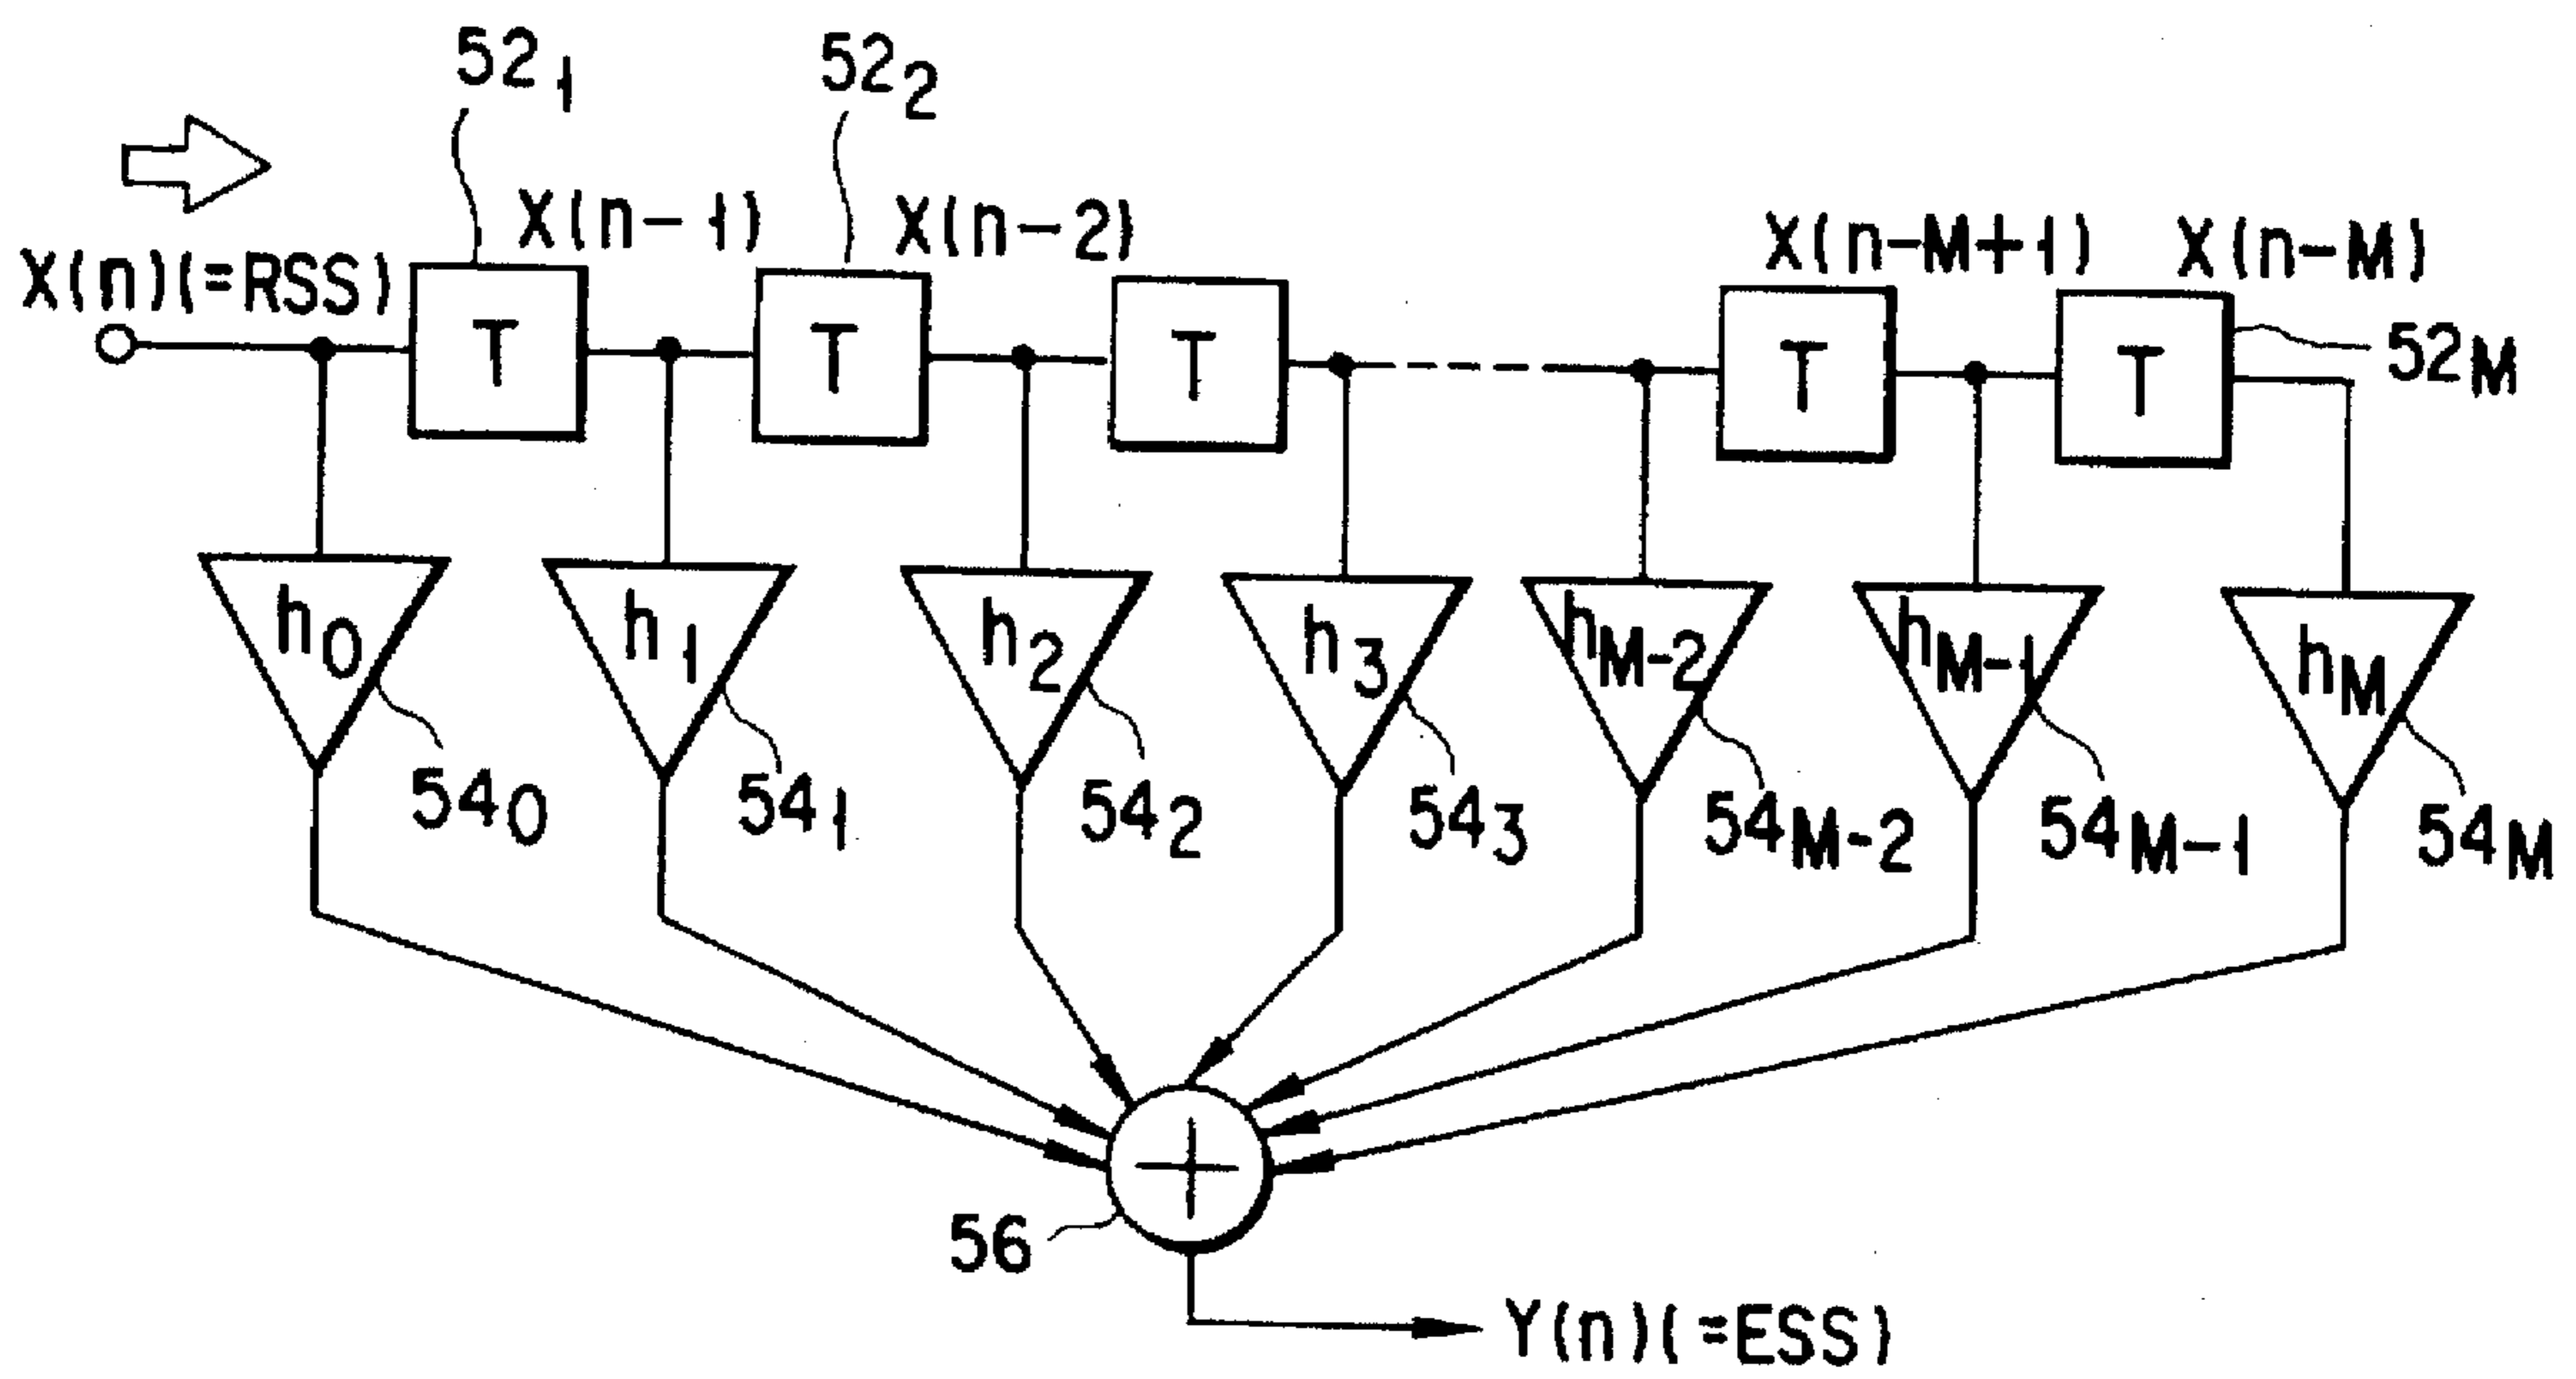 52₁ 52₂
X(n)(=RSS) X(n-1) X(n-2) X(n-M+1) X(n-M)
T T T T T 52M
h₀ h₁ h₂ h₃ hM-2 hM-1 hM
54₀ 54₁ 54₂ 54₃ 54M-2 54M-1 54M
+
56
Y(n)(=ESS)